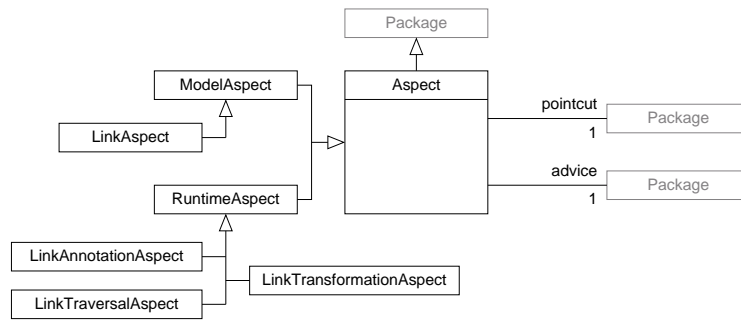 Package
ModelAspect
Aspect
pointcut
Package
1
LinkAspect
advice
Package
1
RuntimeAspect
LinkAnnotationAspect
LinkTransformationAspect
LinkTraversalAspect